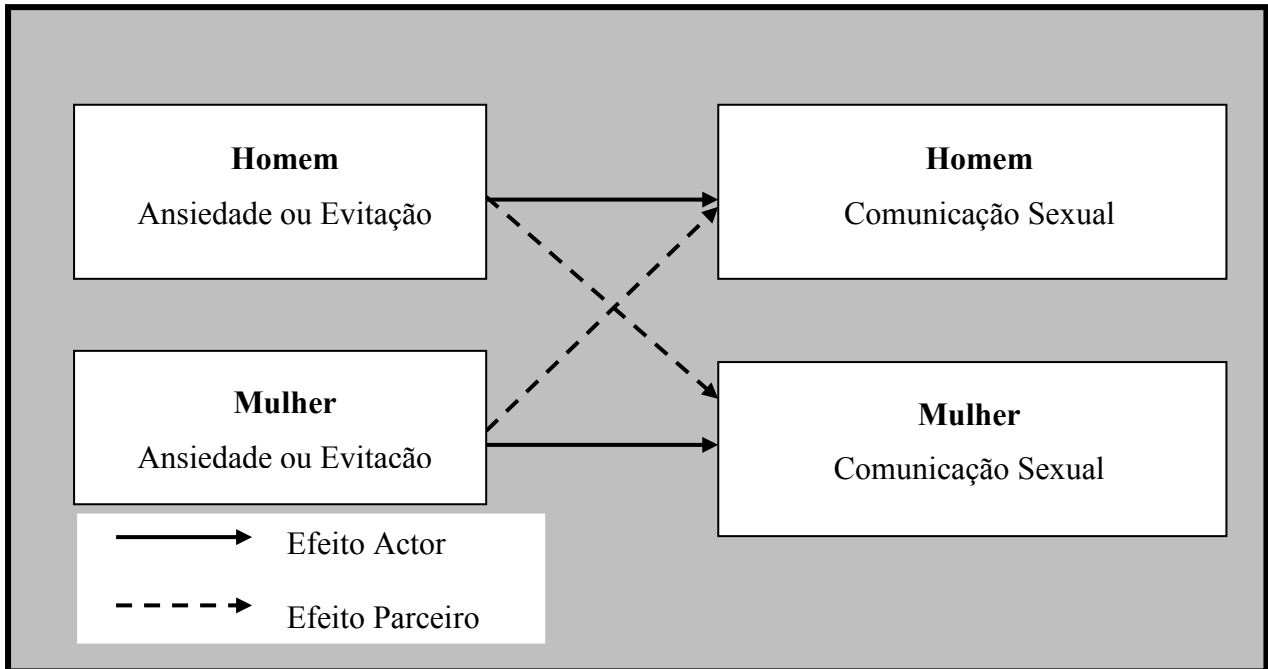 Homem
Ansiedade ou Evitação
Homem
Comunicação Sexual
Mulher
Ansiedade ou Evitacão
Mulher
Comunicação Sexual
Efeito Actor
Efeito Parceiro